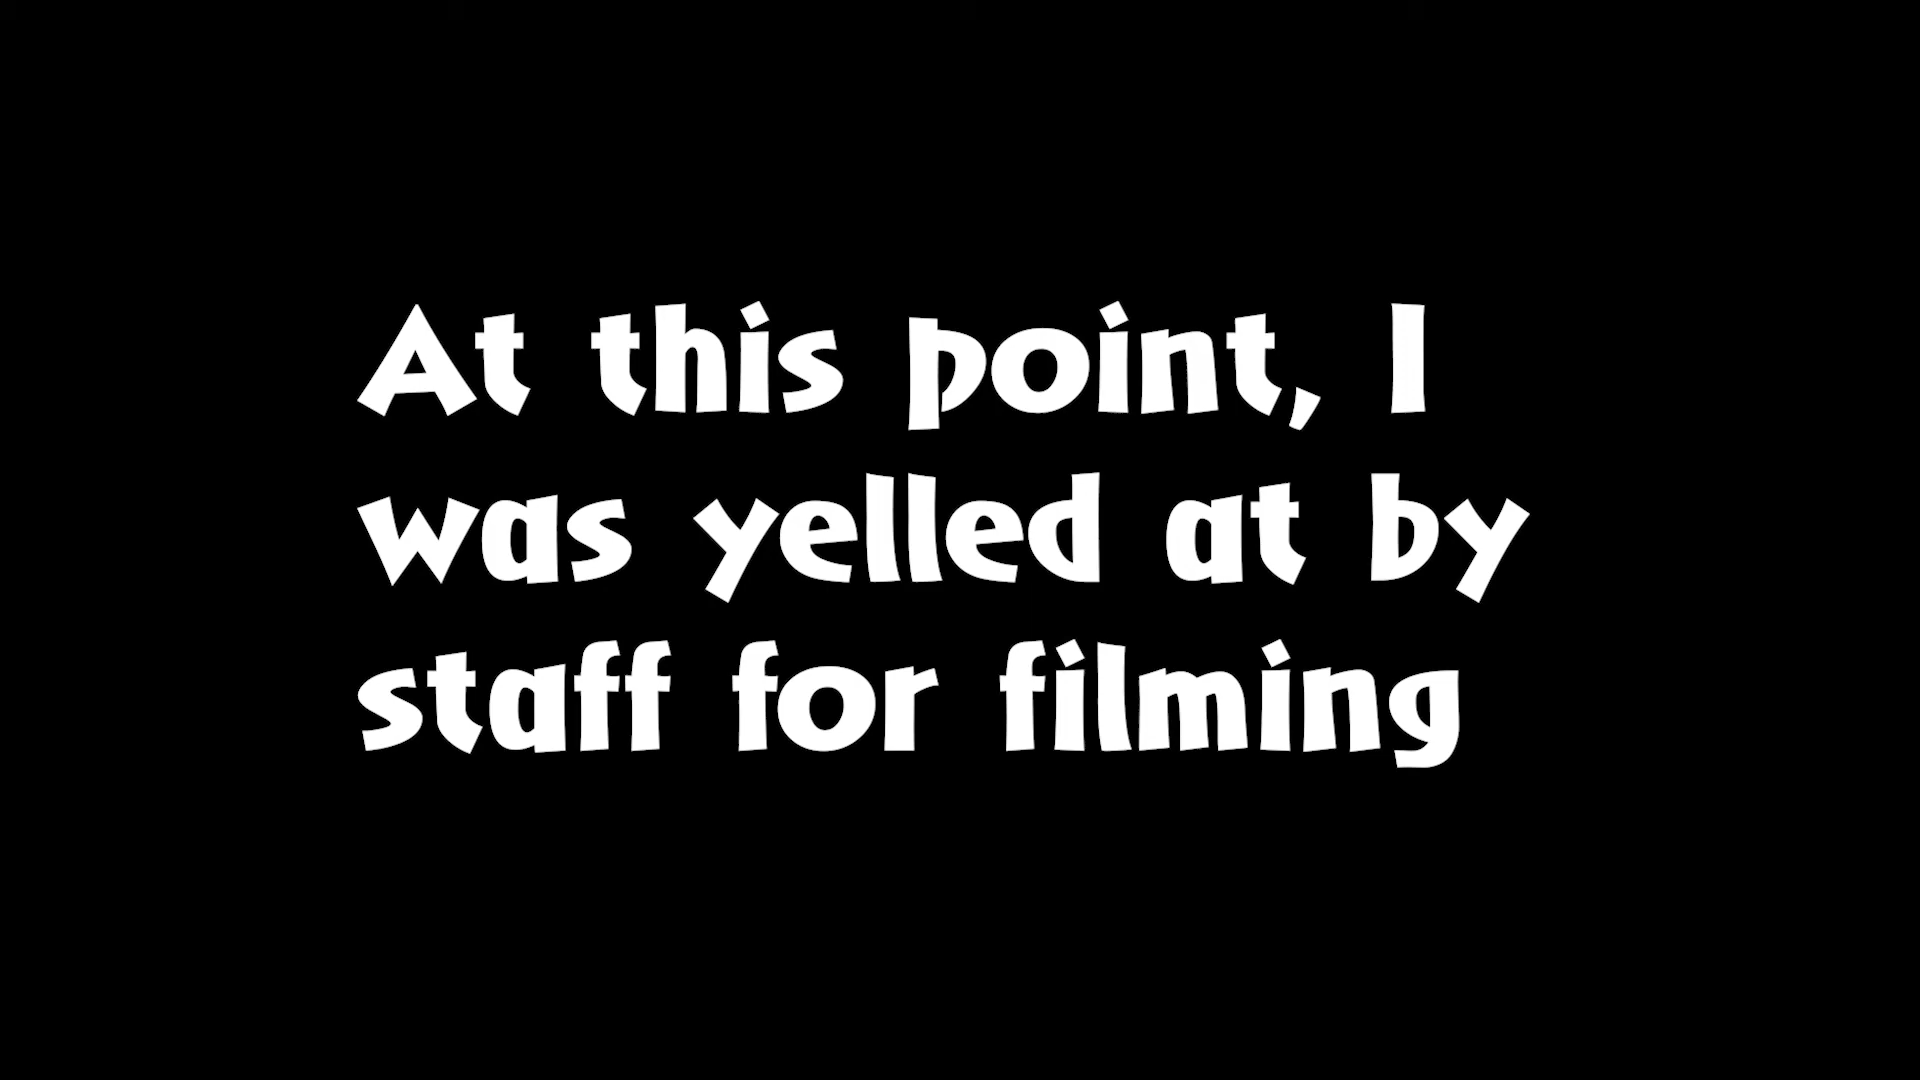 At this point, I
was yelled at by
staff for filming